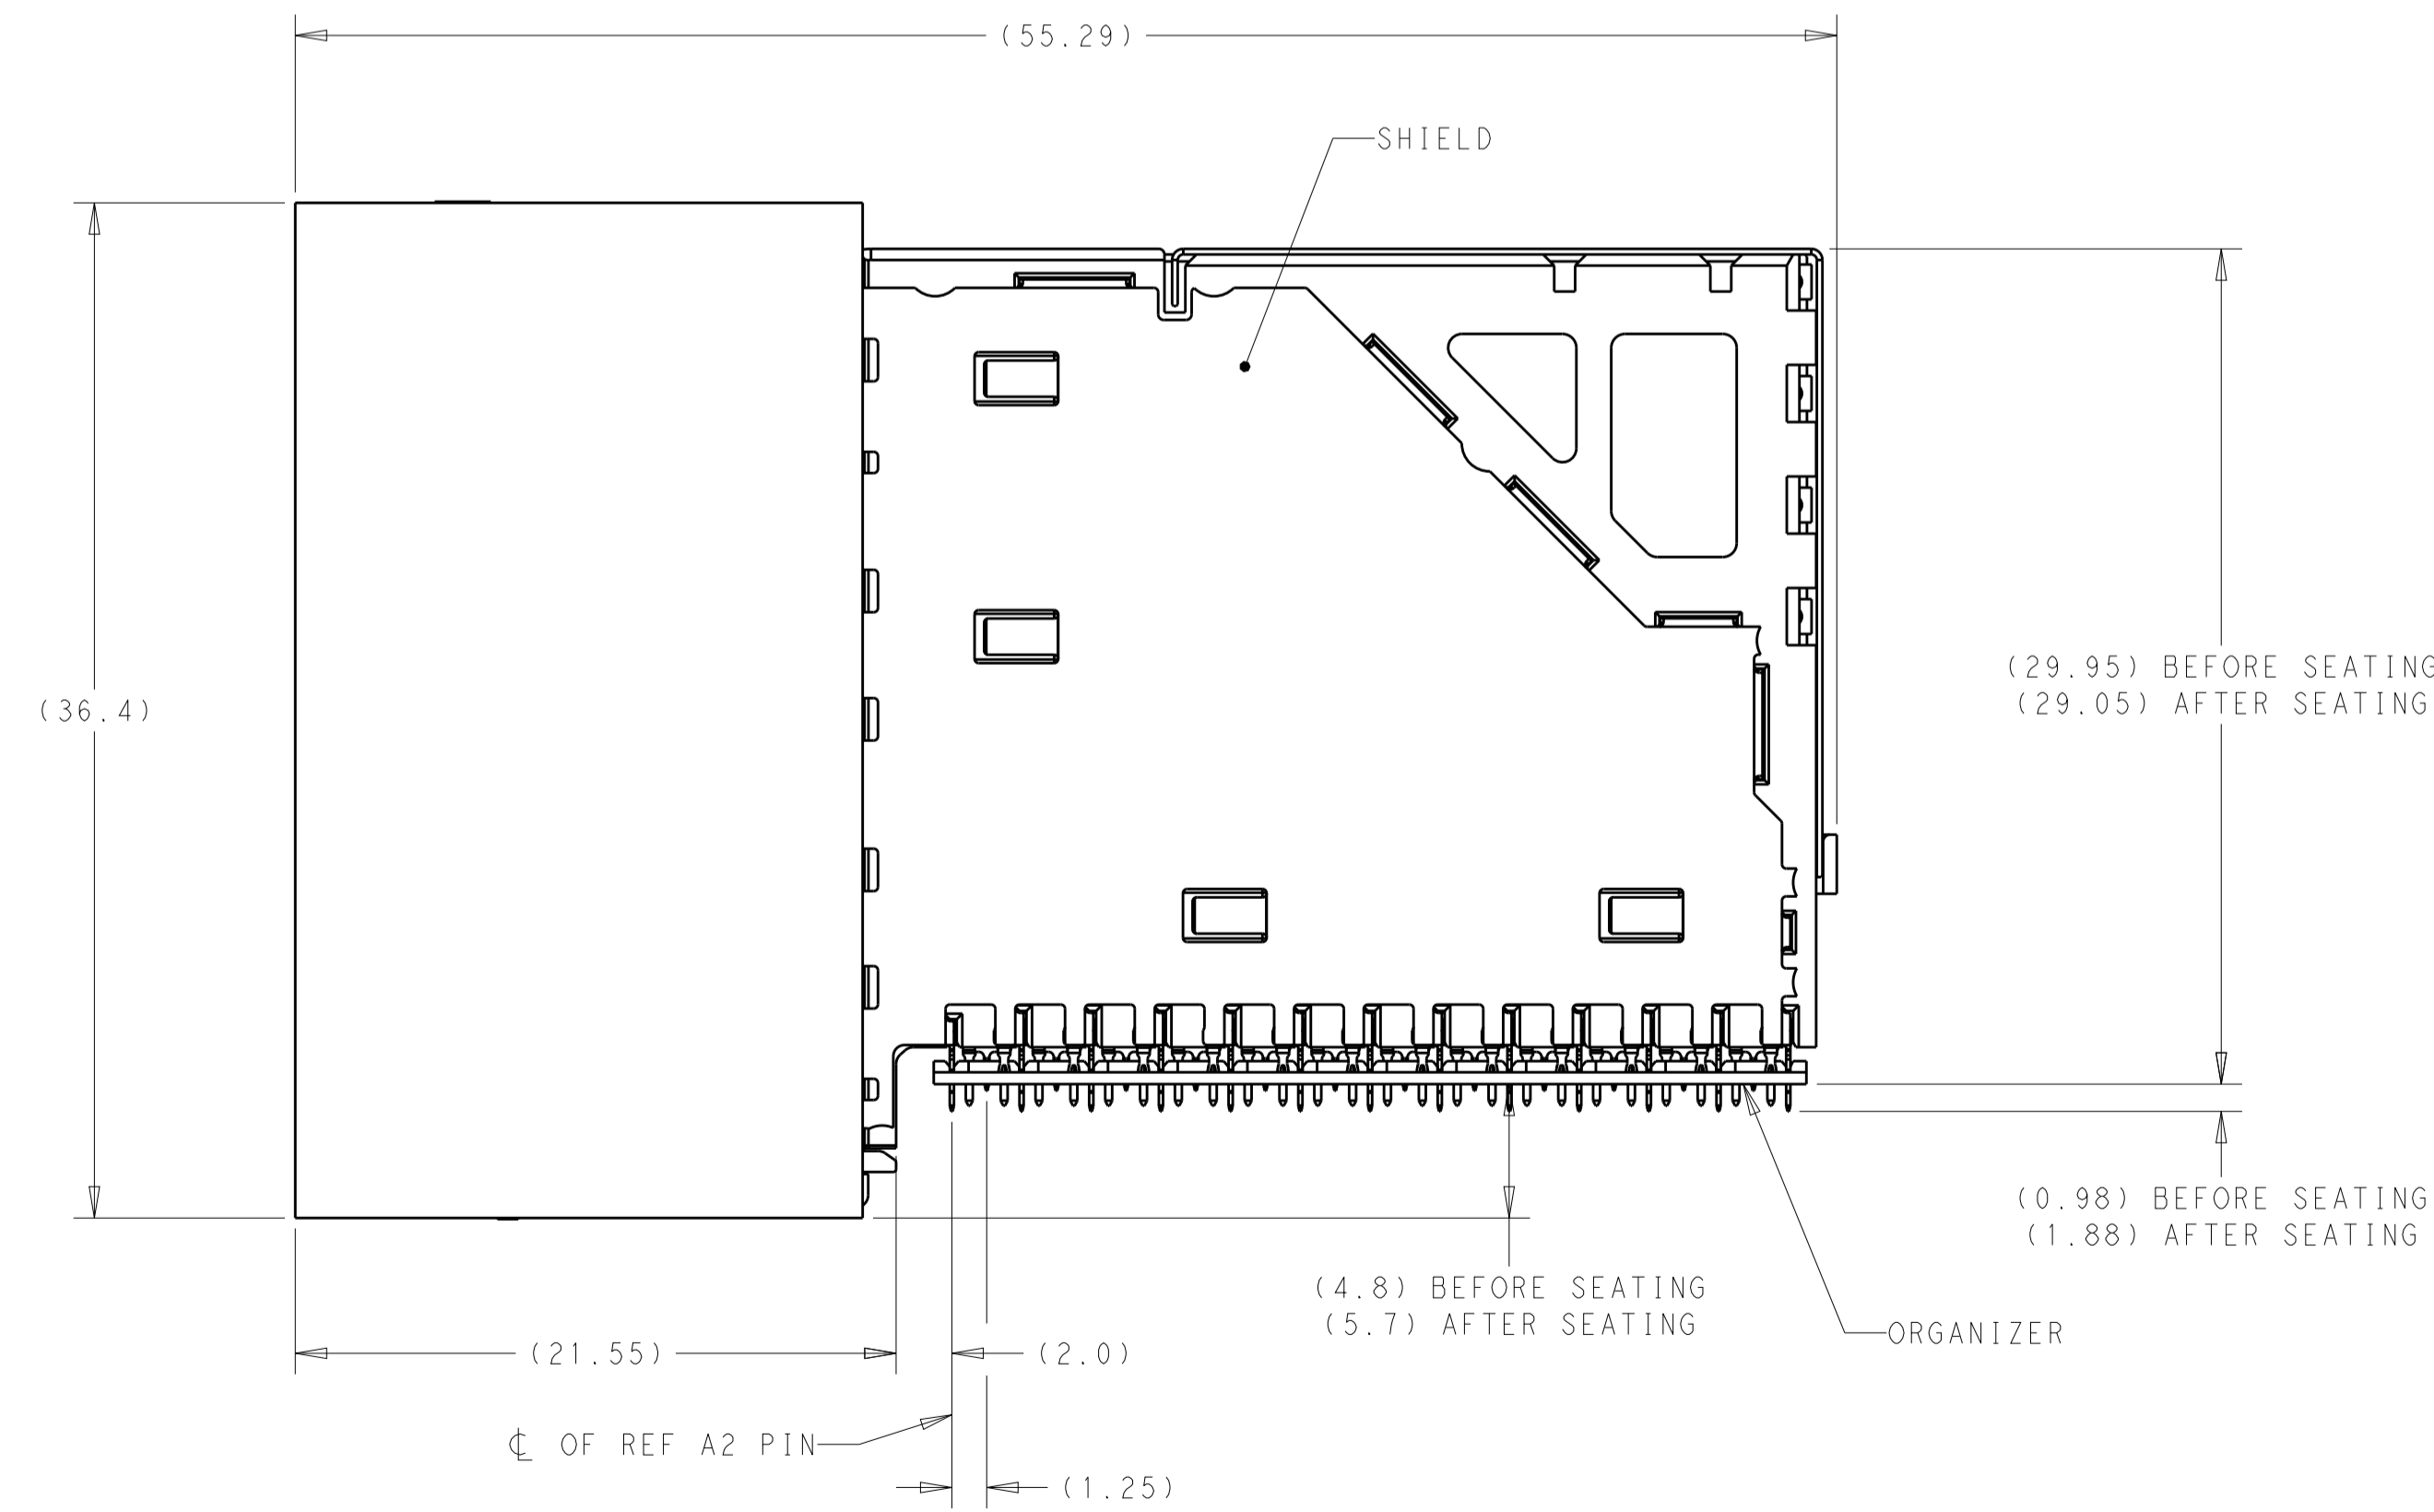 (55.29)
SHIELD
(36.4)
(29.95) BEFORE SEATING
(29.05) AFTER SEATING
(0.98) BEFORE SEATING
(1.88) AFTER SEATING
(4.8) BEFORE SEATING
(5.7) AFTER SEATING
ORGANIZER
(21.55)
(2.0)
℄ OF REF A2 PIN
(1.25)